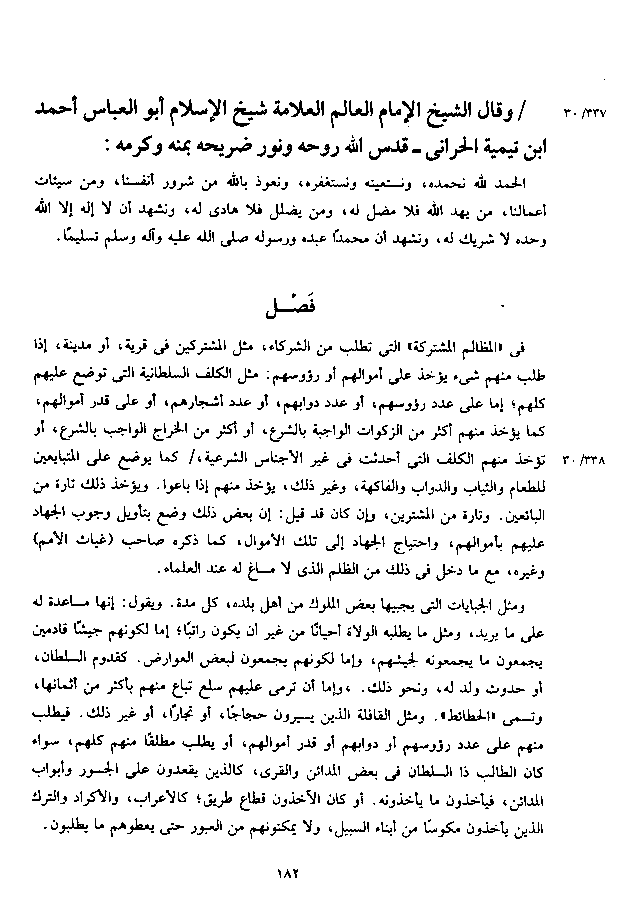 ٣٠/٣٣٧ / وقال الشيخ الإمام العالم العلامة شيخ الإسلام أبو العباس أحمد
ابن تيمية الحرانى ـ قدس الله روحه ونور ضريحه بمنه وكرمه :
الحمد لله نحمده، ونستعينه ونستغفره، ونعوذ بالله من شرور أنفسنا، ومن سيئات
أعمالنا، من يهد الله فلا مضل له، ومن يضلل فلا هادى له، ونشهد أن لا إله إلا الله
وحده لا شريك له، ونشهد أن محمدًا عبده ورسوله صلى الله عليه وآله وسلم تسليمًا.
فَصْــل
فى «المظالم المشتركة» التى تطلب من الشركاء، مثل المشتركين فى قرية، أو مدينة، إذا
طلب منهم شىء يؤخذ على أموالهم أو رؤوسهم: مثل الكلف السلطانية التى توضع عليهم
كلهم؛ إما على عدد رؤوسهم، أو عدد دوابهم، أو عدد أشجارهم، أو على قدر أموالهم،
كما يؤخذ منهم أكثر من الزكوات الواجبة بالشرع، أو أكثر من الخراج الواجب بالشرع، أو
٣٠/٣٣٨ تؤخذ منهم الكلف التى أحدثت فى غير الأجناس الشرعية،/ كما يوضع على المتبايعين
للطعام والثياب والدواب والفاكهة، وغير ذلك، يؤخذ منهم إذا باعوا. ويؤخذ ذلك تارة من
البائعين. وتارة من المشترين، وإن كان قد قيل: إن بعض ذلك وضع بتأويل وجوب الجهاد
عليهم بأموالهم، واحتياج الجهاد إلى تلك الأموال، كما ذكره صاحب (غياث الأمم)
وغيره، مع ما دخل فى ذلك من الظلم الذى لا مساغ له عند العلماء.
ومثل الجبايات التى يجبيها بعض الملوك من أهل بلده، كل مدة. ويقول: إنها مساعدة له
على ما يريد، ومثل ما يطلبه الولاة أحيانًا من غير أن يكون راتبًا؛ إما لكونهم جيشًا قادمين
يجمعون ما يجمعونه لجيشهم، وإما لكونهم يجمعون لبعض العوارض. كقدوم السلطان،
أو حدوث ولد له، ونحو ذلك. ،وإما أن ترمى عليهم سلع تباع منهم بأكثر من أثمانها،
وتسمى «الحطائط». ومثل القافلة الذين يسيرون حجاجًا، أو تجارًا، أو غير ذلك. فيطلب
منهم على عدد رؤوسهم أو دوابهم أو قدر أموالهم، أو يطلب مطلقًا منهم كلهم، سواء
كان الطالب ذا السلطان فى بعض المدائن والقرى، كالذين يقعدون على الجسور وأبواب
المدائن، فيأخذون ما يأخذونه. أو كان الآخذون قطاع طريق؛ كالأعراب، والأكراد والترك
الذين يأخذون مكوسًا من أبناء السبيل، ولا يمكنونهم من العبور حتى يعطوهم ما يطلبون.
١٨٢